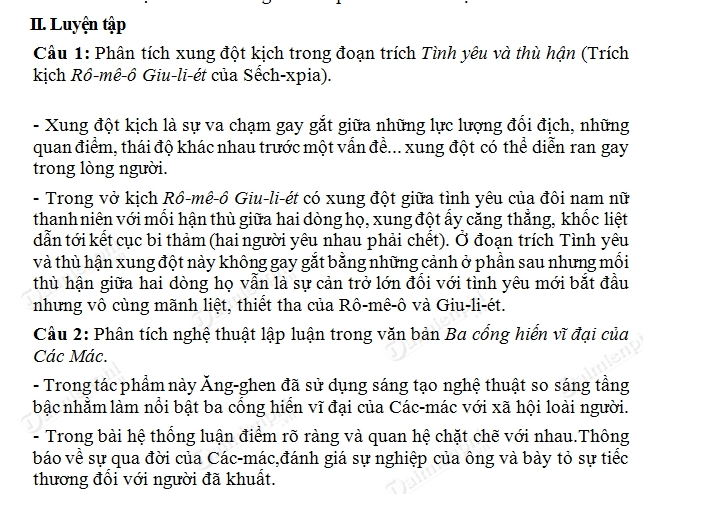 II. Luyện tập
Câu 1: Phân tích xung đột kịch trong đoạn trích Tình yêu và thù hận (Trích
kịch Rô-mê-ô Giu-li-ét của Sếch-xpia).
- Xung đột kịch là sự va chạm gay gắt giữa những lực lượng đối địch, những
quan điểm, thái độ khác nhau trước một vấn đề... xung đột có thể diễn ran gay
trong lòng người.
- Trong vở kịch Rô-mê-ô Giu-li-ét có xung đột giữa tình yêu của đôi nam nữ
thanh niên với mối hận thù giữa hai dòng họ, xung đột ấy căng thẳng, khốc liệt
dẫn tới kết cục bi thảm (hai người yêu nhau phải chết). Ở đoạn trích Tình yêu
và thù hận xung đột này không gay gắt bằng những cảnh ở phần sau nhưng mối
thù hận giữa hai dòng họ vẫn là sự cản trở lớn đối với tình yêu mới bắt đầu
nhưng vô cùng mãnh liệt, thiết tha của Rô-mê-ô và Giu-li-ét.
Câu 2: Phân tích nghệ thuật lập luận trong văn bản Ba cống hiến vĩ đại của
Các Mác.
- Trong tác phẩm này Ăng-ghen đã sử dụng sáng tạo nghệ thuật so sáng tầng
bậc nhằm làm nổi bật ba cống hiến vĩ đại của Các-mác với xã hội loài người.
- Trong bài hệ thống luận điểm rõ ràng và quan hệ chặt chẽ với nhau.Thông
báo về sự qua đời của Các-mác,đánh giá sự nghiệp của ông và bày tỏ sự tiếc
thương đối với người đã khuất.